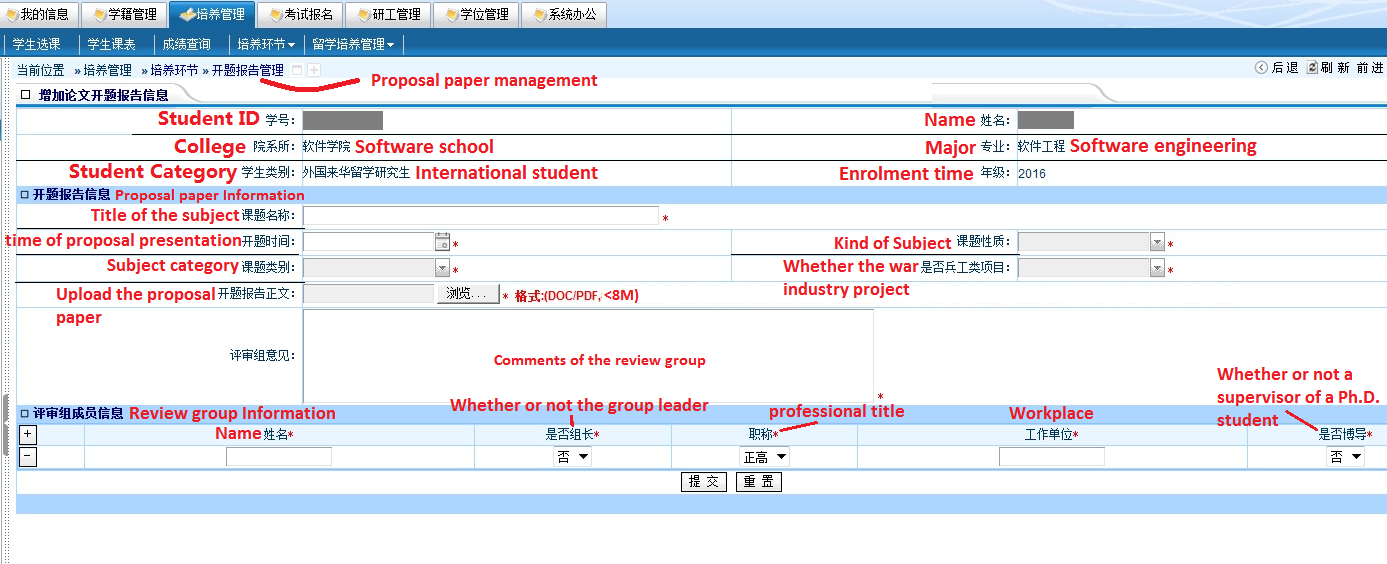 我的信息 学籍管理 培养管理 考试报名 研工管理 学位管理 系统办公
学生选课 学生课表 成绩查询 培养环节 留学培养管理
当前位置 »培养管理 »培养环节 »开题报告管理 后退 刷新 前进
Proposal paper management
增加论文开题报告信息
Student ID 学号: Name 姓名:
College 院系所: 软件学院 Software school Major 专业: 软件工程 Software engineering
Student Category 学生类别: 外国来华留学研究生 International student Enrolment time 年级: 2016
开题报告信息 Proposal paper Information
Title of the subject 课题名称: *
time of proposal presentation 开题时间: * Kind of Subject 课题性质: *
Subject category 课题类别: * Whether the war industry project 是否兵工类项目: *
Upload the proposal paper 开题报告正文: 浏览... * 格式:(DOC/PDF, <8M)
评审组意见: Comments of the review group *
评审组成员信息 Review group Information
Whether or not the group leader professional title Workplace Whether or not a supervisor of a Ph.D. student
+ Name 姓名* 是否组长* 职称* 工作单位* 是否博导*
− 否 正高 否
提 交 重 置